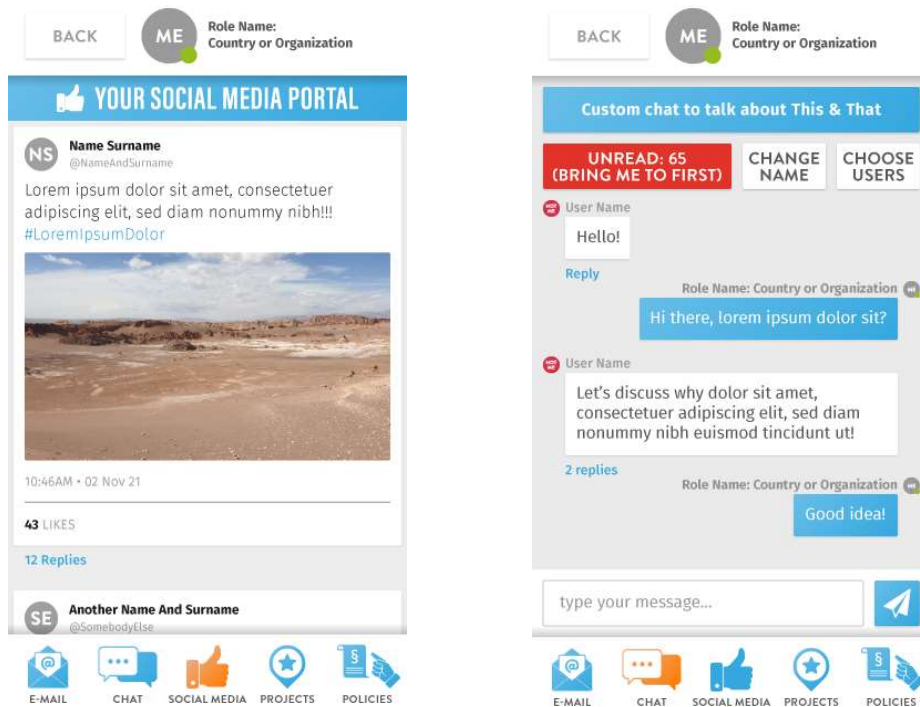 BACK
ME
Role Name:
Country or Organization
YOUR SOCIAL MEDIA PORTAL
NS
Name Surname
@NameAndSurname
Lorem ipsum dolor sit amet, consectetuer
adipiscing elit, sed diam nonummy nibh!!!
#LoremIpsumDolor
10:46AM • 02 Nov 21
43 LIKES
12 Replies
SE
Another Name And Surname
@SomebodyElse
E-MAIL
CHAT
SOCIAL MEDIA
PROJECTS
POLICIES
BACK
ME
Role Name:
Country or Organization
Custom chat to talk about This & That
UNREAD: 65
(BRING ME TO FIRST)
CHANGE
NAME
CHOOSE
USERS
NOT
ME
User Name
Hello!
Reply
Role Name: Country or Organization
ME
Hi there, lorem ipsum dolor sit?
NOT
ME
User Name
Let's discuss why dolor sit amet,
consectetuer adipiscing elit, sed diam
nonummy nibh euismod tincidunt ut!
2 replies
Role Name: Country or Organization
ME
Good idea!
type your message...
E-MAIL
CHAT
SOCIAL MEDIA
PROJECTS
POLICIES